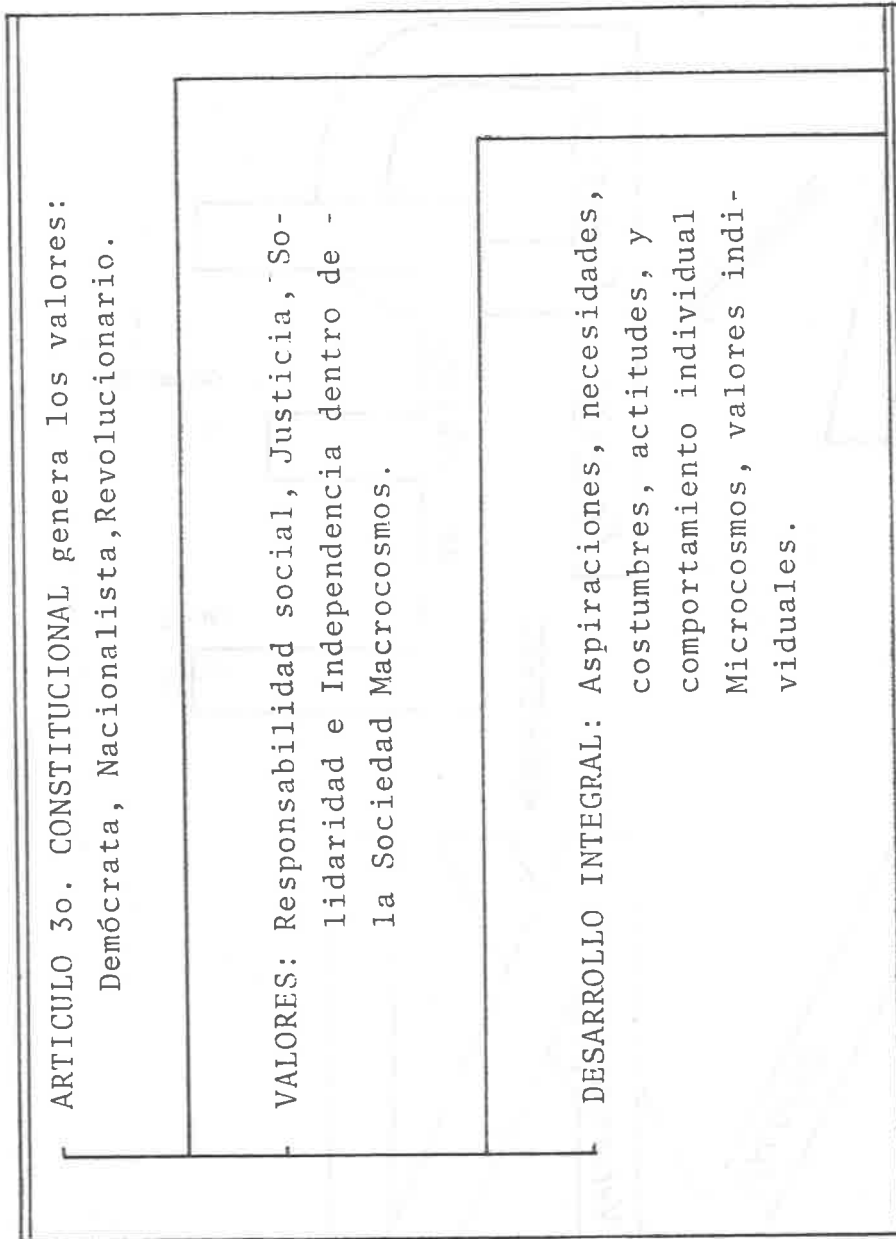 ARTICULO 3o. CONSTITUCIONAL genera los valores:
Demócrata, Nacionalista,Revolucionario.
VALORES: Responsabilidad social, Justicia, So-
lidaridad e Independencia dentro de -
la Sociedad Macrocosmos.
DESARROLLO INTEGRAL: Aspiraciones, necesidades,
costumbres, actitudes, y
comportamiento individual
Microcosmos, valores indi-
viduales.